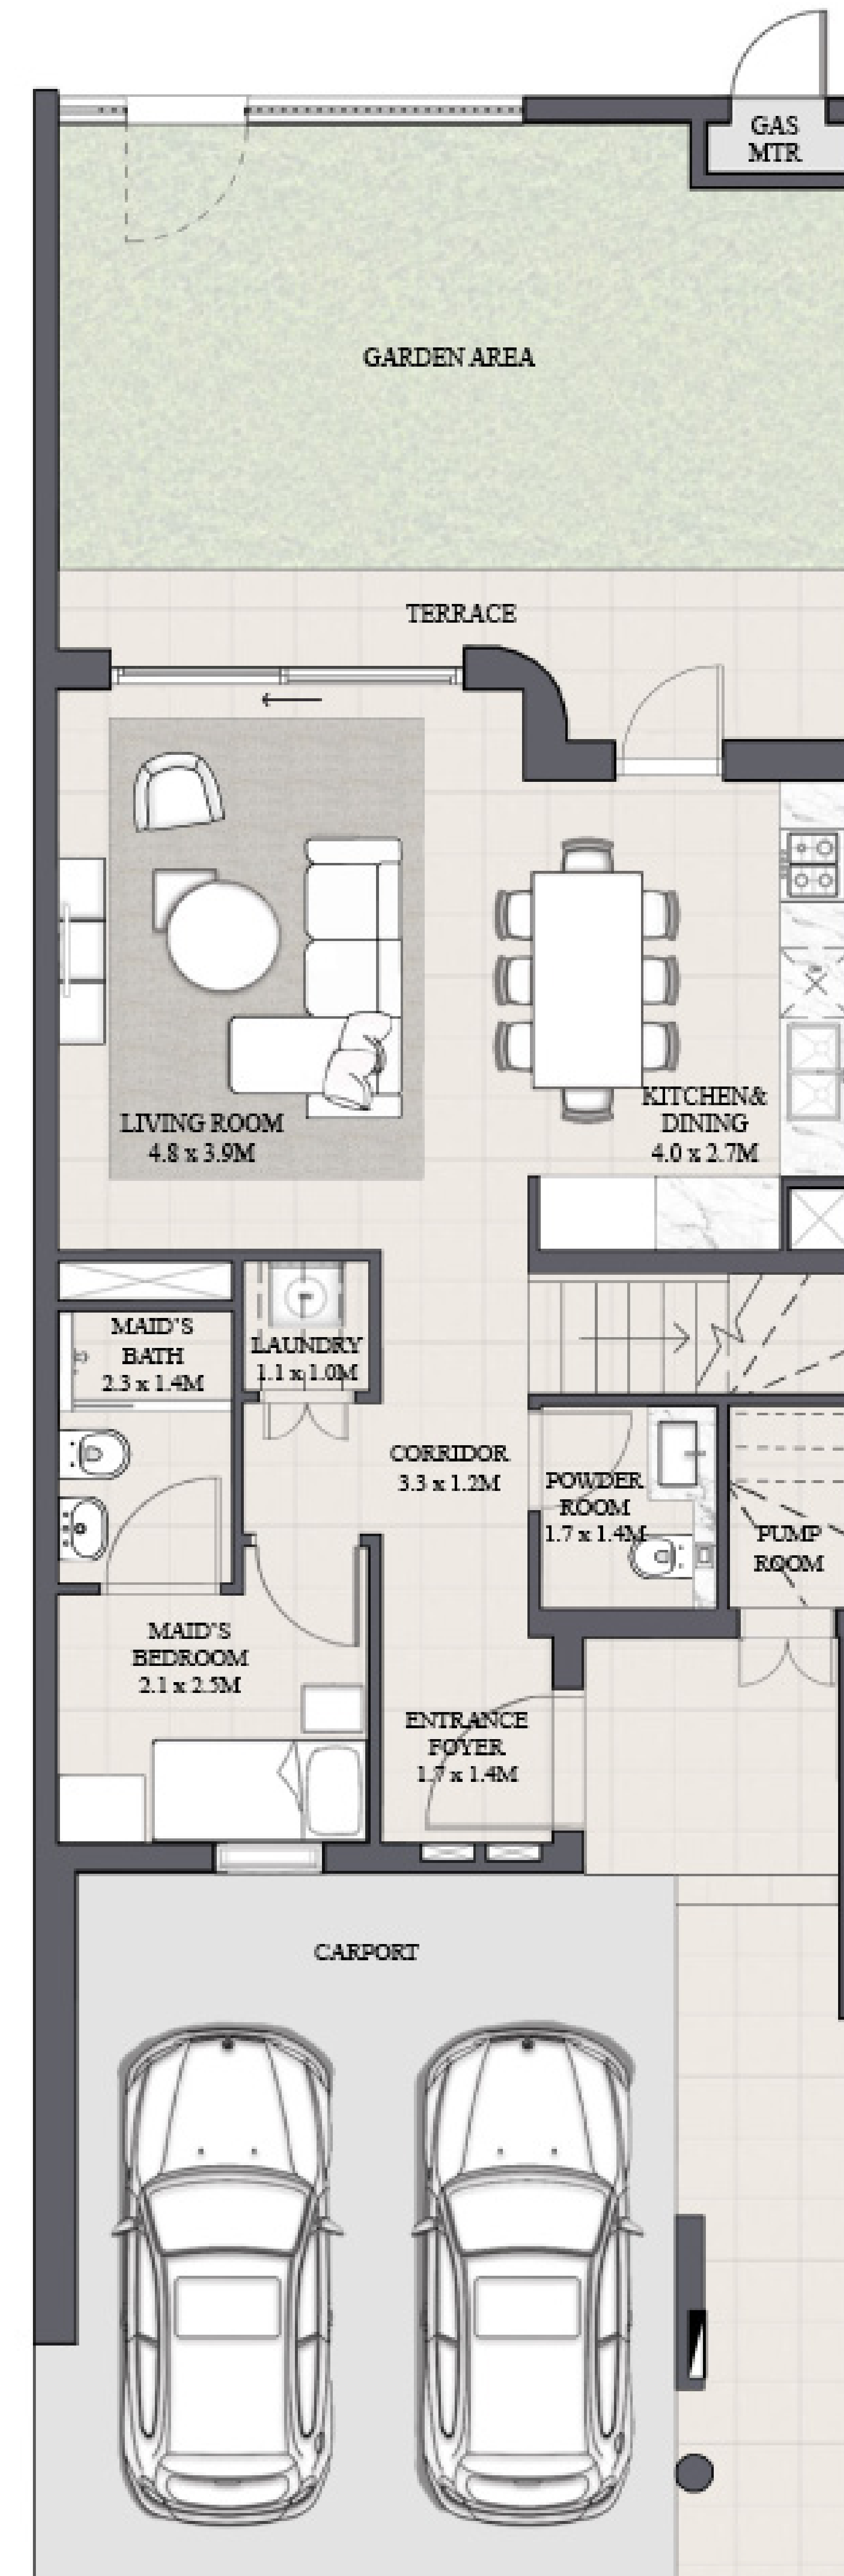 GAS
MTR
GARDEN AREA
TERRACE
KITCHEN&
DINING
4.0 x 2.7M
LIVING ROOM
4.8 x 3.9M
MAID'S
BATH
2.3 x 1.4M
LAUNDRY
1.1 x 1.0M
CORRIDOR
3.3 x 1.2M
POWDER
ROOM
1.7 x 1.4M
PUMP
ROOM
MAID'S
BEDROOM
2.1 x 2.5M
ENTRANCE
FOYER
1.7 x 1.4M
CARPORT